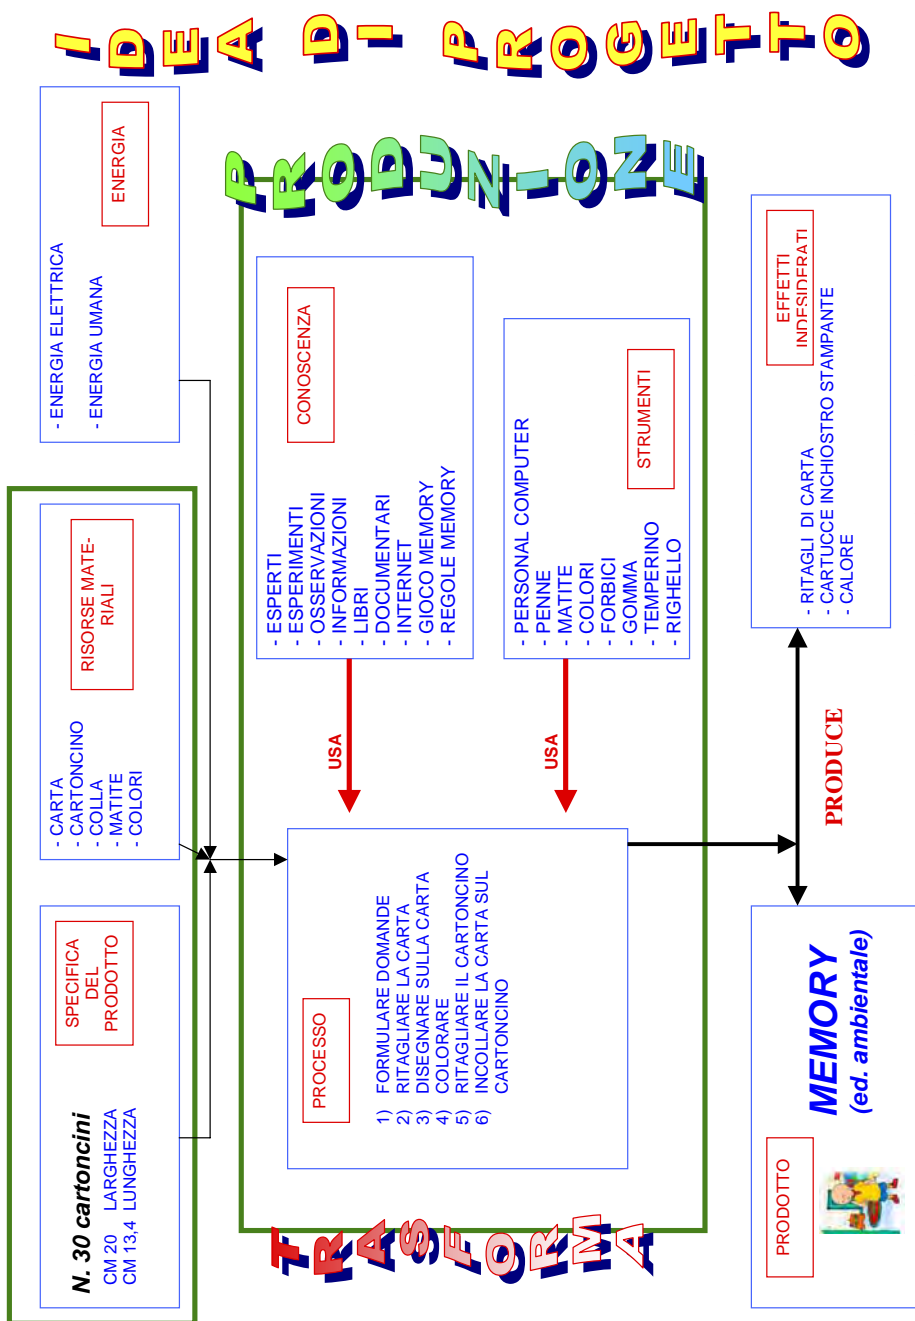 IDEA DI PROGETTO
SPECIFICA
DEL
PRODOTTO
N. 30 cartoncini
CM 20 LARGHEZZA
CM 13,4 LUNGHEZZA
RISORSE MATE-
RIALI
- CARTA
- CARTONCINO
- COLLA
- MATITE
- COLORI
ENERGIA
- ENERGIA ELETTRICA
- ENERGIA UMANA
TRASFORMA
PRODUZIONE
PROCESSO
1) FORMULARE DOMANDE
2) RITAGLIARE LA CARTA
3) DISEGNARE SULLA CARTA
4) COLORARE
5) RITAGLIARE IL CARTONCINO
6) INCOLLARE LA CARTA SUL
CARTONCINO
USA
CONOSCENZA
- ESPERTI
- ESPERIMENTI
- OSSERVAZIONI
- INFORMAZIONI
- LIBRI
- DOCUMENTARI
- INTERNET
- GIOCO MEMORY
- REGOLE MEMORY
USA
STRUMENTI
- PERSONAL COMPUTER
- PENNE
- MATITE
- COLORI
- FORBICI
- GOMMA
- TEMPERINO
- RIGHELLO
PRODOTTO
MEMORY
(ed. ambientale)
PRODUCE
EFFETTI
INDESIDERATI
- RITAGLI DI CARTA
- CARTUCCE INCHIOSTRO STAMPANTE
- CALORE